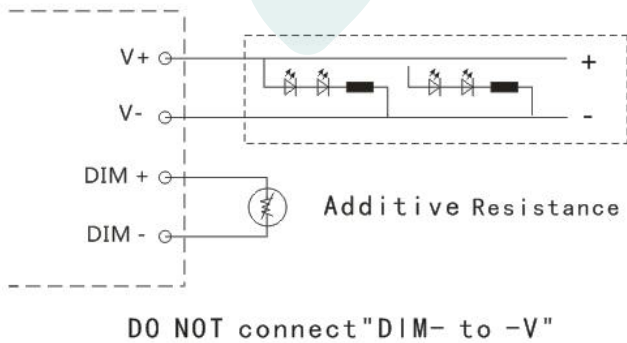 V+
+
V-
-
DIM +
Additive Resistance
DIM -
DO NOT connect"DIM- to -V"